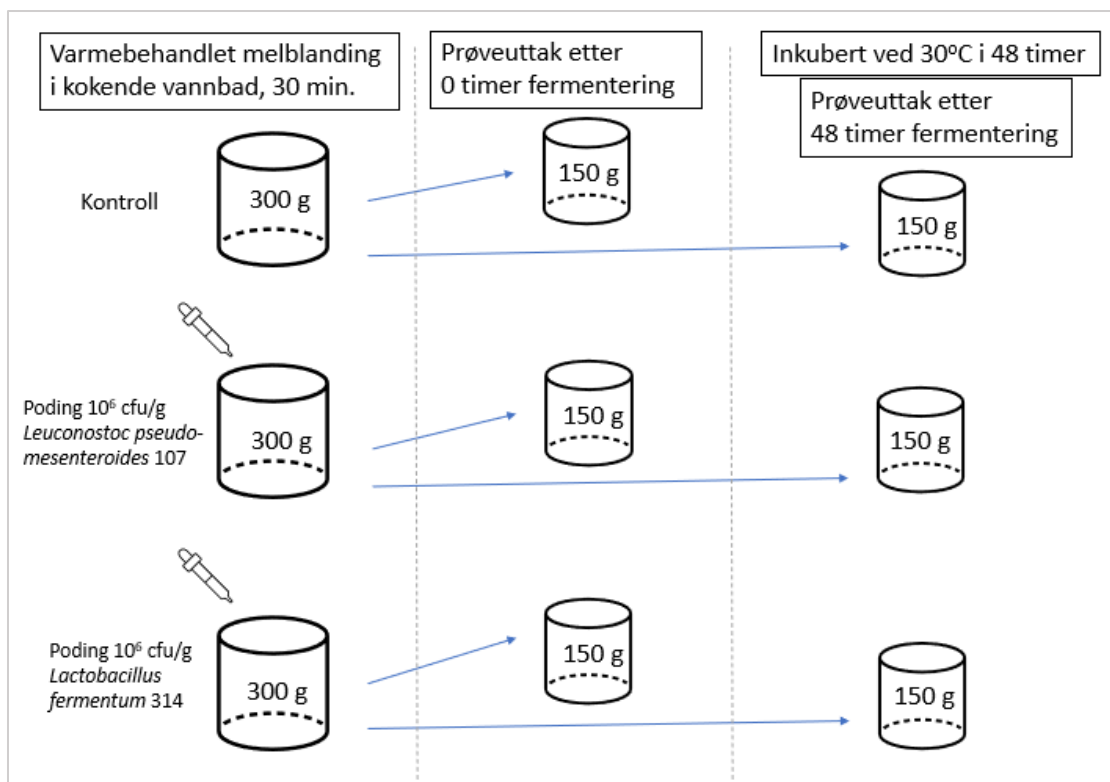 Varmebehandlet melblanding
i kokende vannbad, 30 min.
Prøveuttak etter
0 timer fermentering
Inkubert ved 30ºC i 48 timer
Prøveuttak etter
48 timer fermentering
Kontroll
300 g
150 g
150 g
Poding 10⁶ cfu/g
Leuconostoc pseudo-
mesenteroides 107
300 g
150 g
150 g
Poding 10⁶ cfu/g
Lactobacillus
fermentum 314
300 g
150 g
150 g